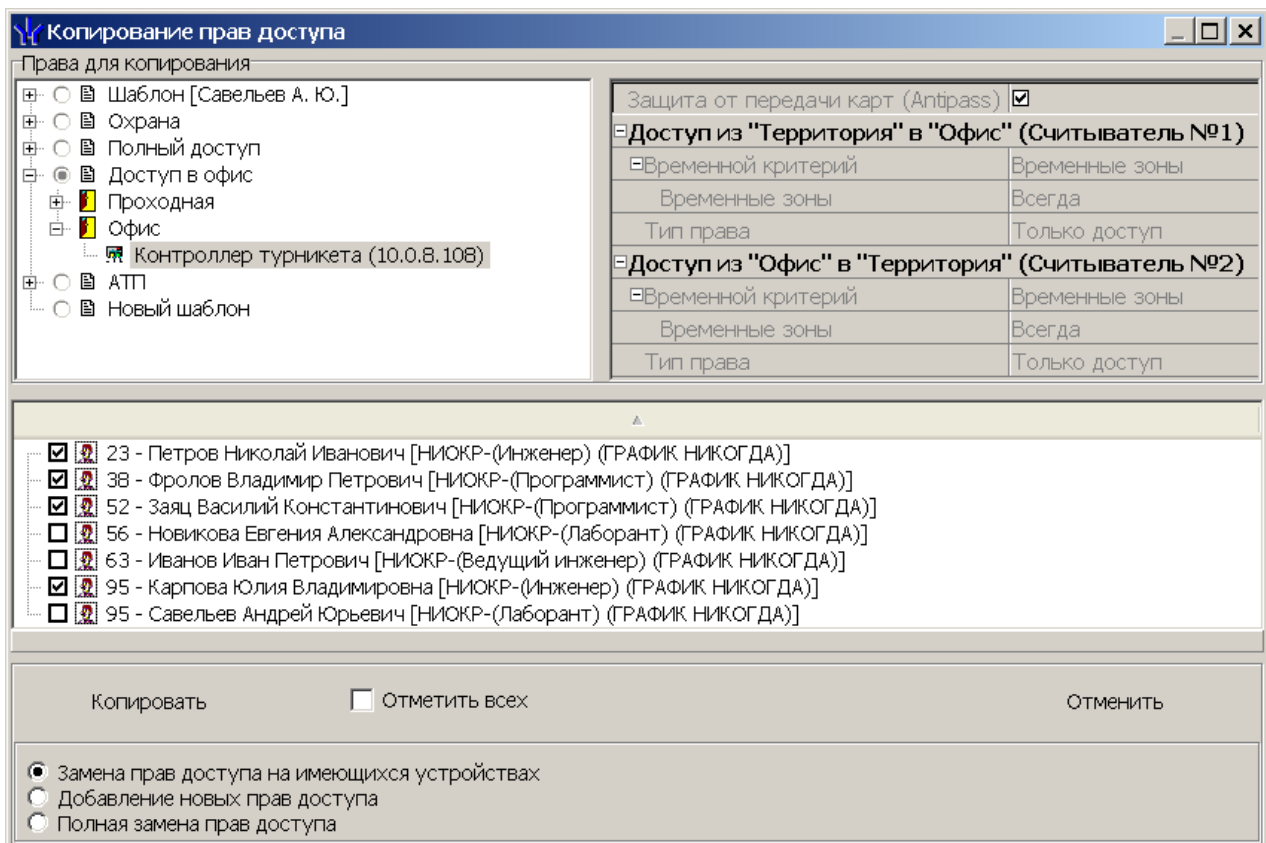 Копирование прав доступа
Права для копирования
Шаблон [Савельев А. Ю.]
Охрана
Полный доступ
Доступ в офис
Проходная
Офис
Контроллер турникета (10.0.8.108)
АТП
Новый шаблон
Защита от передачи карт (Antipass)
Доступ из "Территория" в "Офис" (Считыватель №1)
Временной критерий Временные зоны
Временные зоны Всегда
Тип права Только доступ
Доступ из "Офис" в "Территория" (Считыватель №2)
Временной критерий Временные зоны
Временные зоны Всегда
Тип права Только доступ
23 - Петров Николай Иванович [НИОКР-(Инженер) (ГРАФИК НИКОГДА)]
38 - Фролов Владимир Петрович [НИОКР-(Программист) (ГРАФИК НИКОГДА)]
52 - Заяц Василий Константинович [НИОКР-(Программист) (ГРАФИК НИКОГДА)]
56 - Новикова Евгения Александровна [НИОКР-(Лаборант) (ГРАФИК НИКОГДА)]
63 - Иванов Иван Петрович [НИОКР-(Ведущий инженер) (ГРАФИК НИКОГДА)]
95 - Карпова Юлия Владимировна [НИОКР-(Инженер) (ГРАФИК НИКОГДА)]
95 - Савельев Андрей Юрьевич [НИОКР-(Лаборант) (ГРАФИК НИКОГДА)]
Копировать Отметить всех Отменить
Замена прав доступа на имеющихся устройствах
Добавление новых прав доступа
Полная замена прав доступа